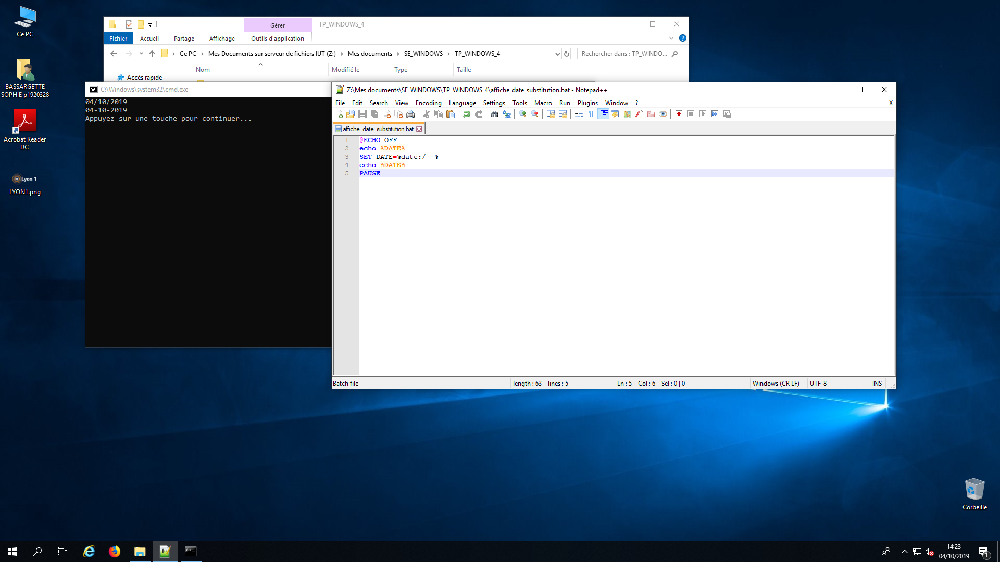 Ce PC
BASSARGETTE
SOPHIE p1920328
Acrobat Reader
DC
Lyon 1
LYON1.png
Gérer
TP_WINDOWS_4
Fichier
Accueil
Partage
Affichage
Outils d'application
Ce PC > Mes Documents sur serveur de fichiers IUT (Z:) > Mes documents > SE_WINDOWS > TP_WINDOWS_4
Rechercher dans : TP_WINDO...
Nom
Modifié le
Type
Taille
Accès rapide
C:\Windows\system32\cmd.exe
04/10/2019
04-10-2019
Appuyez sur une touche pour continuer...
Z:\Mes documents\SE_WINDOWS\TP_WINDOWS_4\affiche_date_substitution.bat - Notepad++
File Edit Search View Encoding Language Settings Tools Macro Run Plugins Window ? X
affiche_date_substitution.bat
1 @ECHO OFF
2 echo %DATE%
3 SET DATE=%date:/=-%
4 echo %DATE%
5 PAUSE
Batch file
length : 63 lines : 5
Ln : 5 Col : 6 Sel : 0 | 0
Windows (CR LF)
UTF-8
INS
Corbeille
14:23
04/10/2019
1